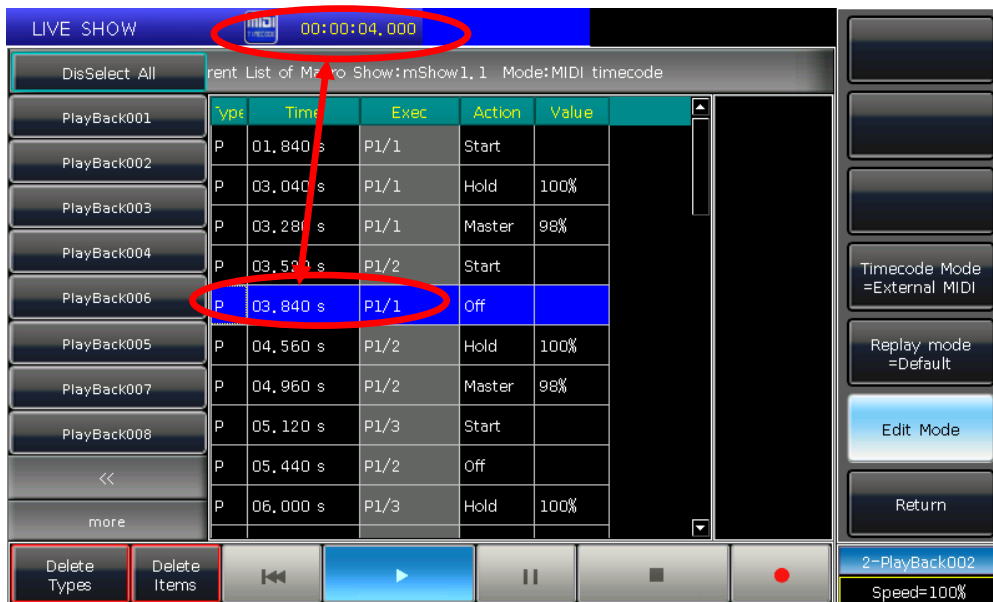 LIVE SHOW
MIDI
TIMECODE
00:00:04.000
DisSelect All
rent List of Macro Show:mShow1.1 Mode:MIDI timecode
PlayBack001
PlayBack002
PlayBack003
PlayBack004
PlayBack006
PlayBack005
PlayBack007
PlayBack008
<<
more
Type Time Exec Action Value
P 01.840 s P1/1 Start
P 03.040 s P1/1 Hold 100%
P 03.280 s P1/1 Master 98%
P 03.520 s P1/2 Start
P 03.840 s P1/1 Off
P 04.560 s P1/2 Hold 100%
P 04.960 s P1/2 Master 98%
P 05.120 s P1/3 Start
P 05.440 s P1/2 Off
P 06.000 s P1/3 Hold 100%
Timecode Mode
=External MIDI
Replay mode
=Default
Edit Mode
Return
Delete
Types
Delete
Items
2-PlayBack002
Speed=100%